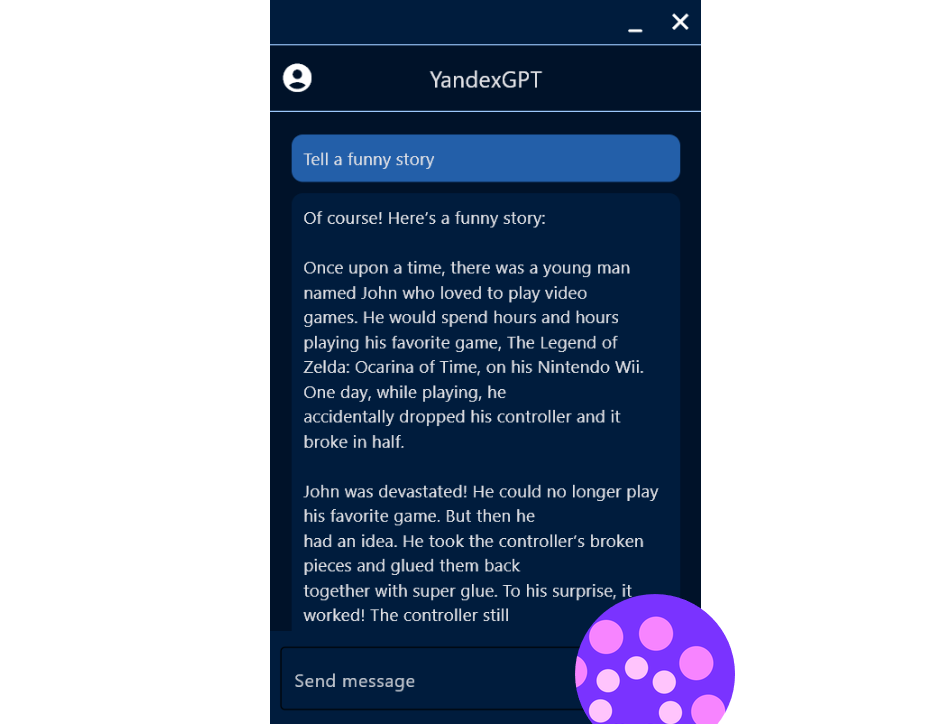 YandexGPT
Tell a funny story
Of course! Here’s a funny story:
Once upon a time, there was a young man
named John who loved to play video
games. He would spend hours and hours
playing his favorite game, The Legend of
Zelda: Ocarina of Time, on his Nintendo Wii.
One day, while playing, he
accidentally dropped his controller and it
broke in half.
John was devastated! He could no longer play
his favorite game. But then he
had an idea. He took the controller’s broken
pieces and glued them back
together with super glue. To his surprise, it
worked! The controller still
Send message